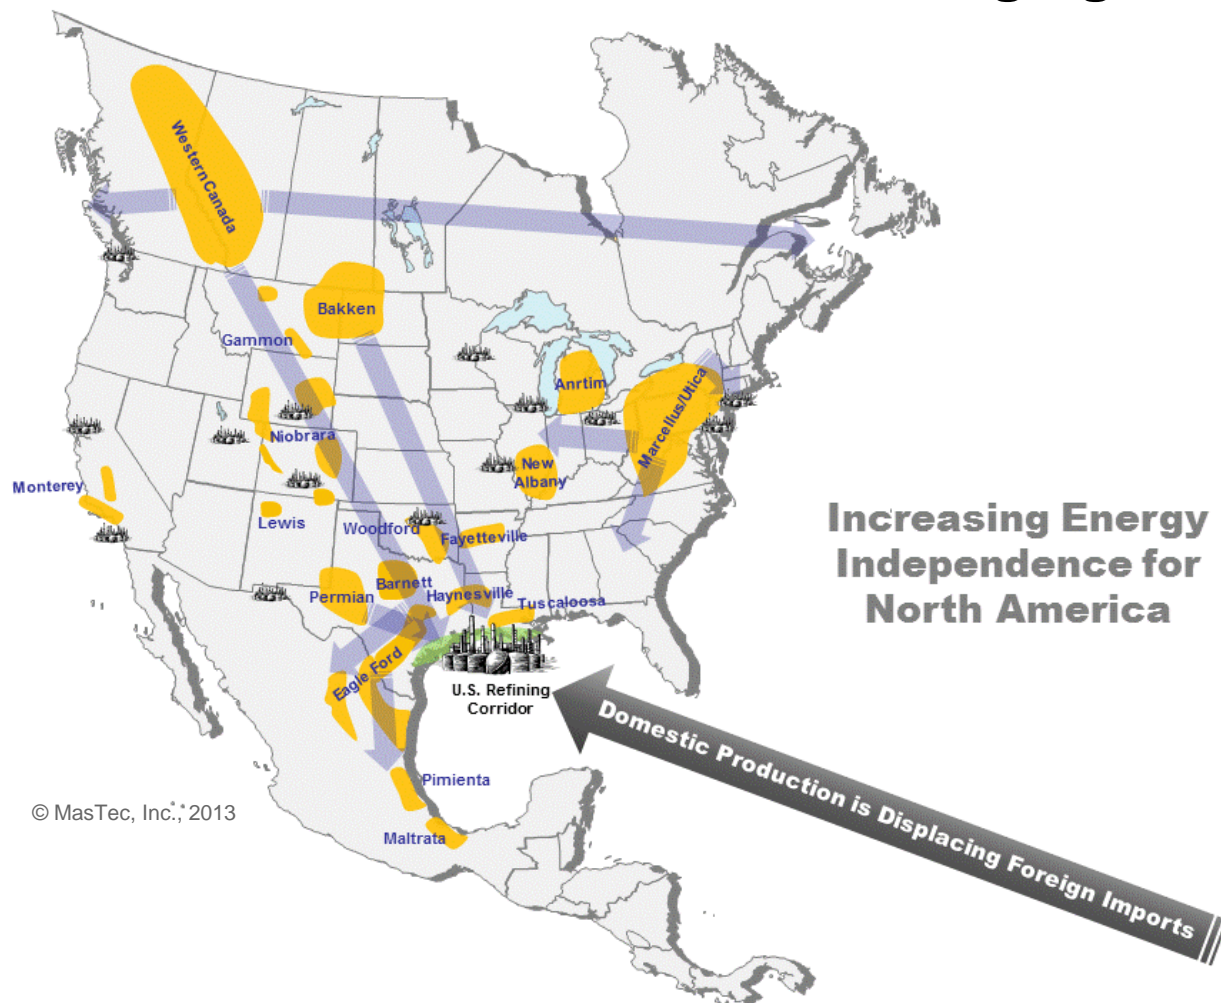 Western Canada
Bakken
Gammon
Anrtim
Marcellus/Utica
Niobrara
New
Albany
Monterey
Lewis
Woodford
Fayetteville
Increasing Energy
Independence for
North America
Barnett
Permian
Haynesville
Tuscaloosa
Eagle Ford
U.S. Refining
Corridor
Domestic Production is Displacing Foreign Imports
Pimienta
© MasTec, Inc., 2013
Maltrata